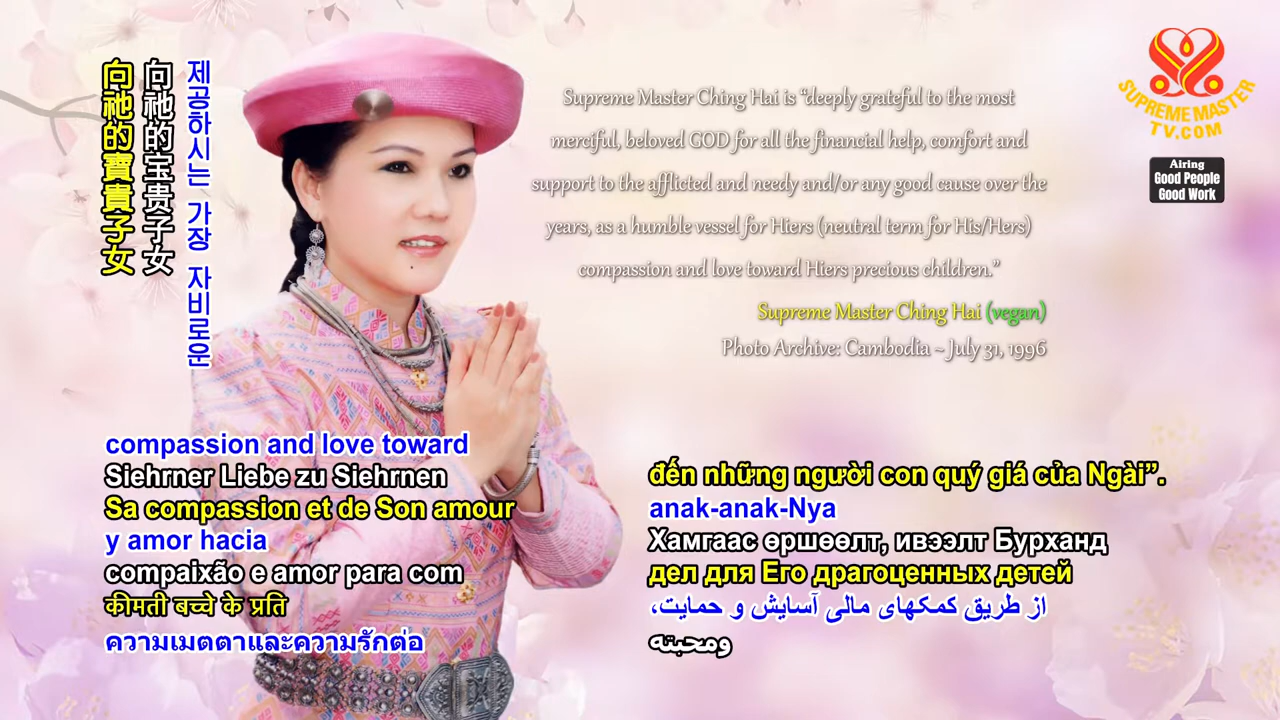 向祂的寶貴子女
向祂的宝贵子女
제공하시는 가장 자비로운
Supreme Master Ching Hai is “deeply grateful to the most
merciful, beloved GOD for all the financial help, comfort and
support to the afflicted and needy and/or any good cause over the
years, as a humble vessel for Hiers (neutral term for His/Hers)
compassion and love toward Hiers precious children.”
Supreme Master Ching Hai (vegan)
Photo Archive: Cambodia ~ July 31, 1996
SUPREME MASTER
TV.COM
Airing
Good People
Good Work
compassion and love toward
Siehrner Liebe zu Siehrnen
Sa compassion et de Son amour
y amor hacia
compaixão e amor para com
कीमती बच्चे के प्रति
ความเมตตาและความรักต่อ
đến những người con quý giá của Ngài”.
anak-anak-Nya
Хамгаас өршөөлт, ивээлт Бурханд
дел для Его драгоценных детей
از طریق کمکهای مالی آسایش و حمایت،
ومحبته